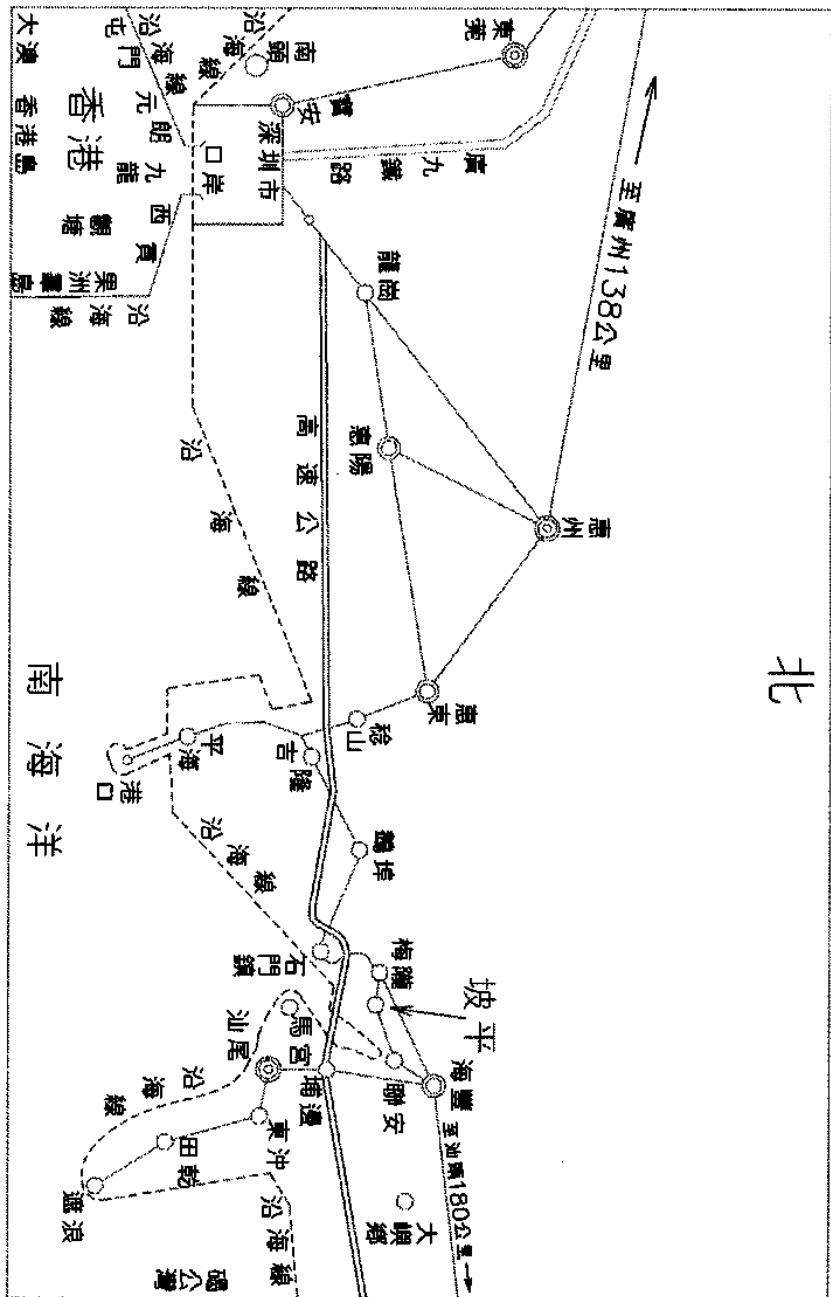 北
至廣州138公里
東莞
廣九鐵路
南頭
寶安
深圳市
口岸
沿海線
屯門
元朗
九龍
西貢
香港
觀塘
大澳
香港島
果洲羣島
沿海線
龍崗
惠陽
惠州
惠東
高速公路
沿海線
稔山
吉隆
平海
港口
沿海線
石門鎮
梅隴
坡平
聯安
海豐
至汕頭180公里
馬宮
埔邊
汕尾
東沖
田乾
遮浪
沿海線
沿海線
大嶼鄉
碣公灣
南海洋